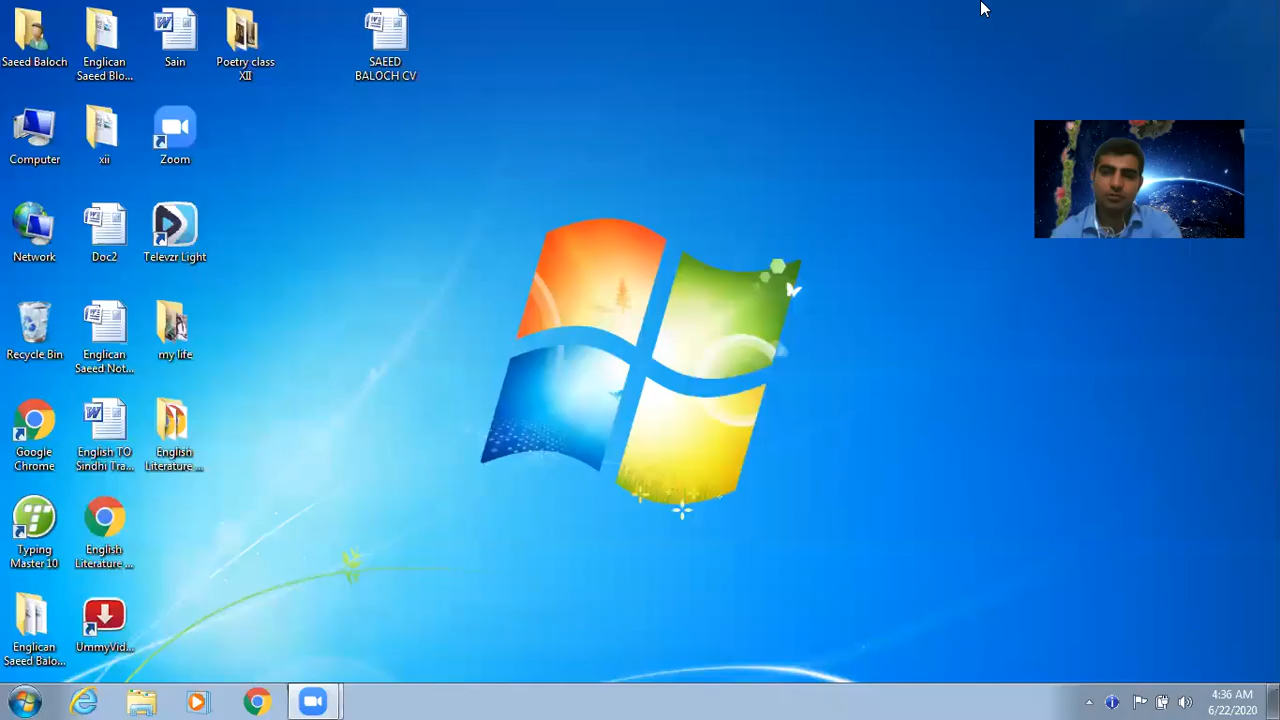 Saeed Baloch
Englican
Saeed Blo...
Sain
Poetry class
XII
SAEED
BALOCH CV
Computer
xii
Zoom
Network
Doc2
Televzr Light
Recycle Bin
Englican
Saeed Not...
my life
Google
Chrome
English TO
Sindhi Tra...
English
Literature ...
Typing
Master 10
English
Literature ...
Englican
Saeed Balo...
UmmyVid...
4:36 AM
6/22/2020